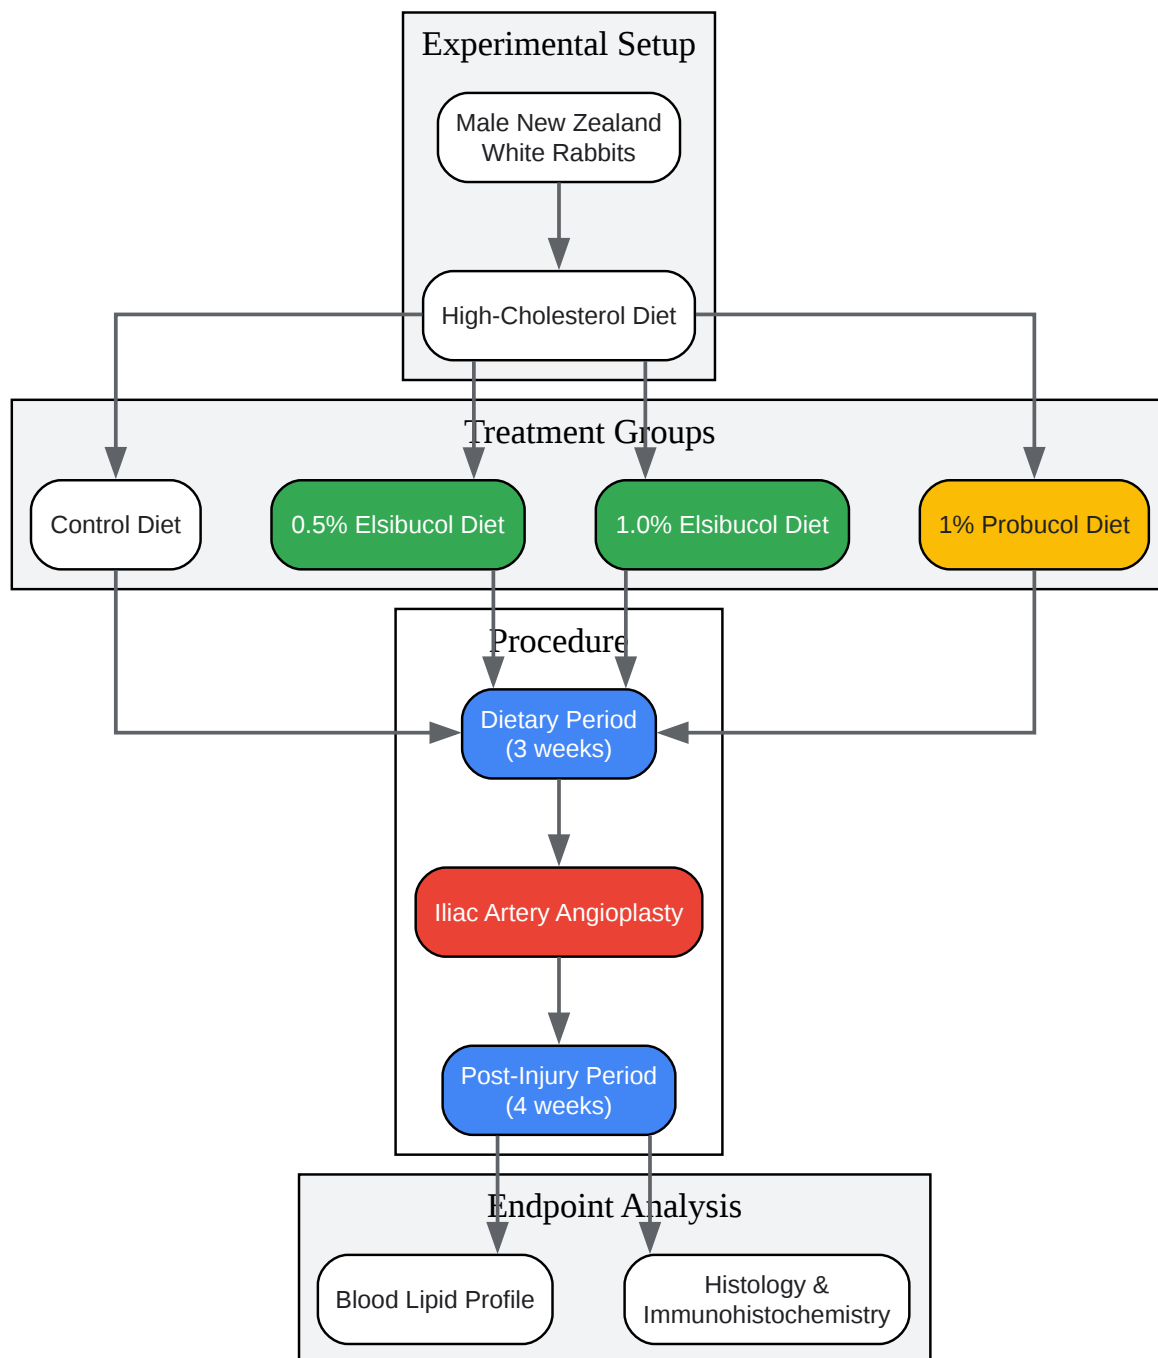 Experimental Setup
Male New Zealand
White Rabbits
High-Cholesterol Diet
Treatment Groups
Control Diet
0.5% Elsibucol Diet
1.0% Elsibucol Diet
1% Probucol Diet
Procedure
Dietary Period
(3 weeks)
Iliac Artery Angioplasty
Post-Injury Period
(4 weeks)
Endpoint Analysis
Blood Lipid Profile
Histology &
Immunohistochemistry